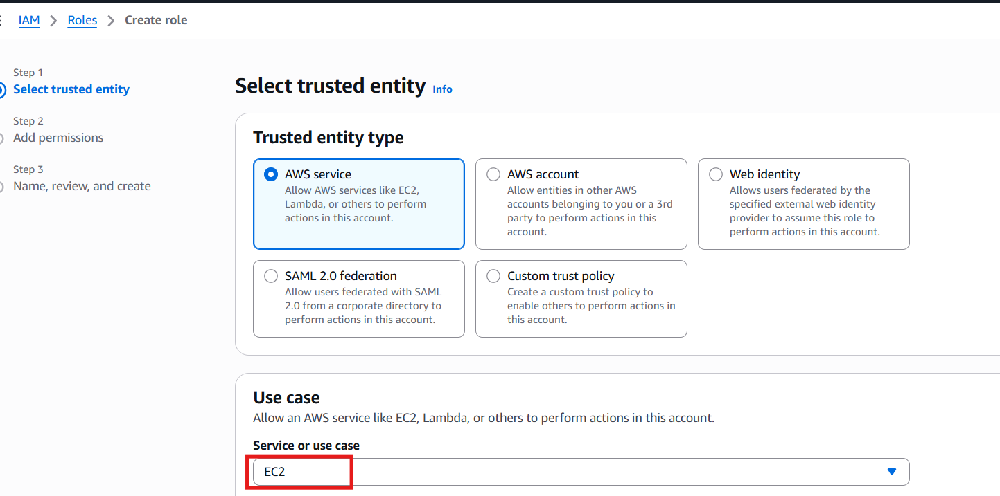 IAM > Roles > Create role
Step 1
Select trusted entity
Step 2
Add permissions
Step 3
Name, review, and create
Select trusted entity Info
Trusted entity type
AWS service
Allow AWS services like EC2,
Lambda, or others to perform
actions in this account.
AWS account
Allow entities in other AWS
accounts belonging to you or a 3rd
party to perform actions in this
account.
Web identity
Allows users federated by the
specified external web identity
provider to assume this role to
perform actions in this account.
SAML 2.0 federation
Allow users federated with SAML
2.0 from a corporate directory to
perform actions in this account.
Custom trust policy
Create a custom trust policy to
enable others to perform actions in
this account.
Use case
Allow an AWS service like EC2, Lambda, or others to perform actions in this account.
Service or use case
EC2